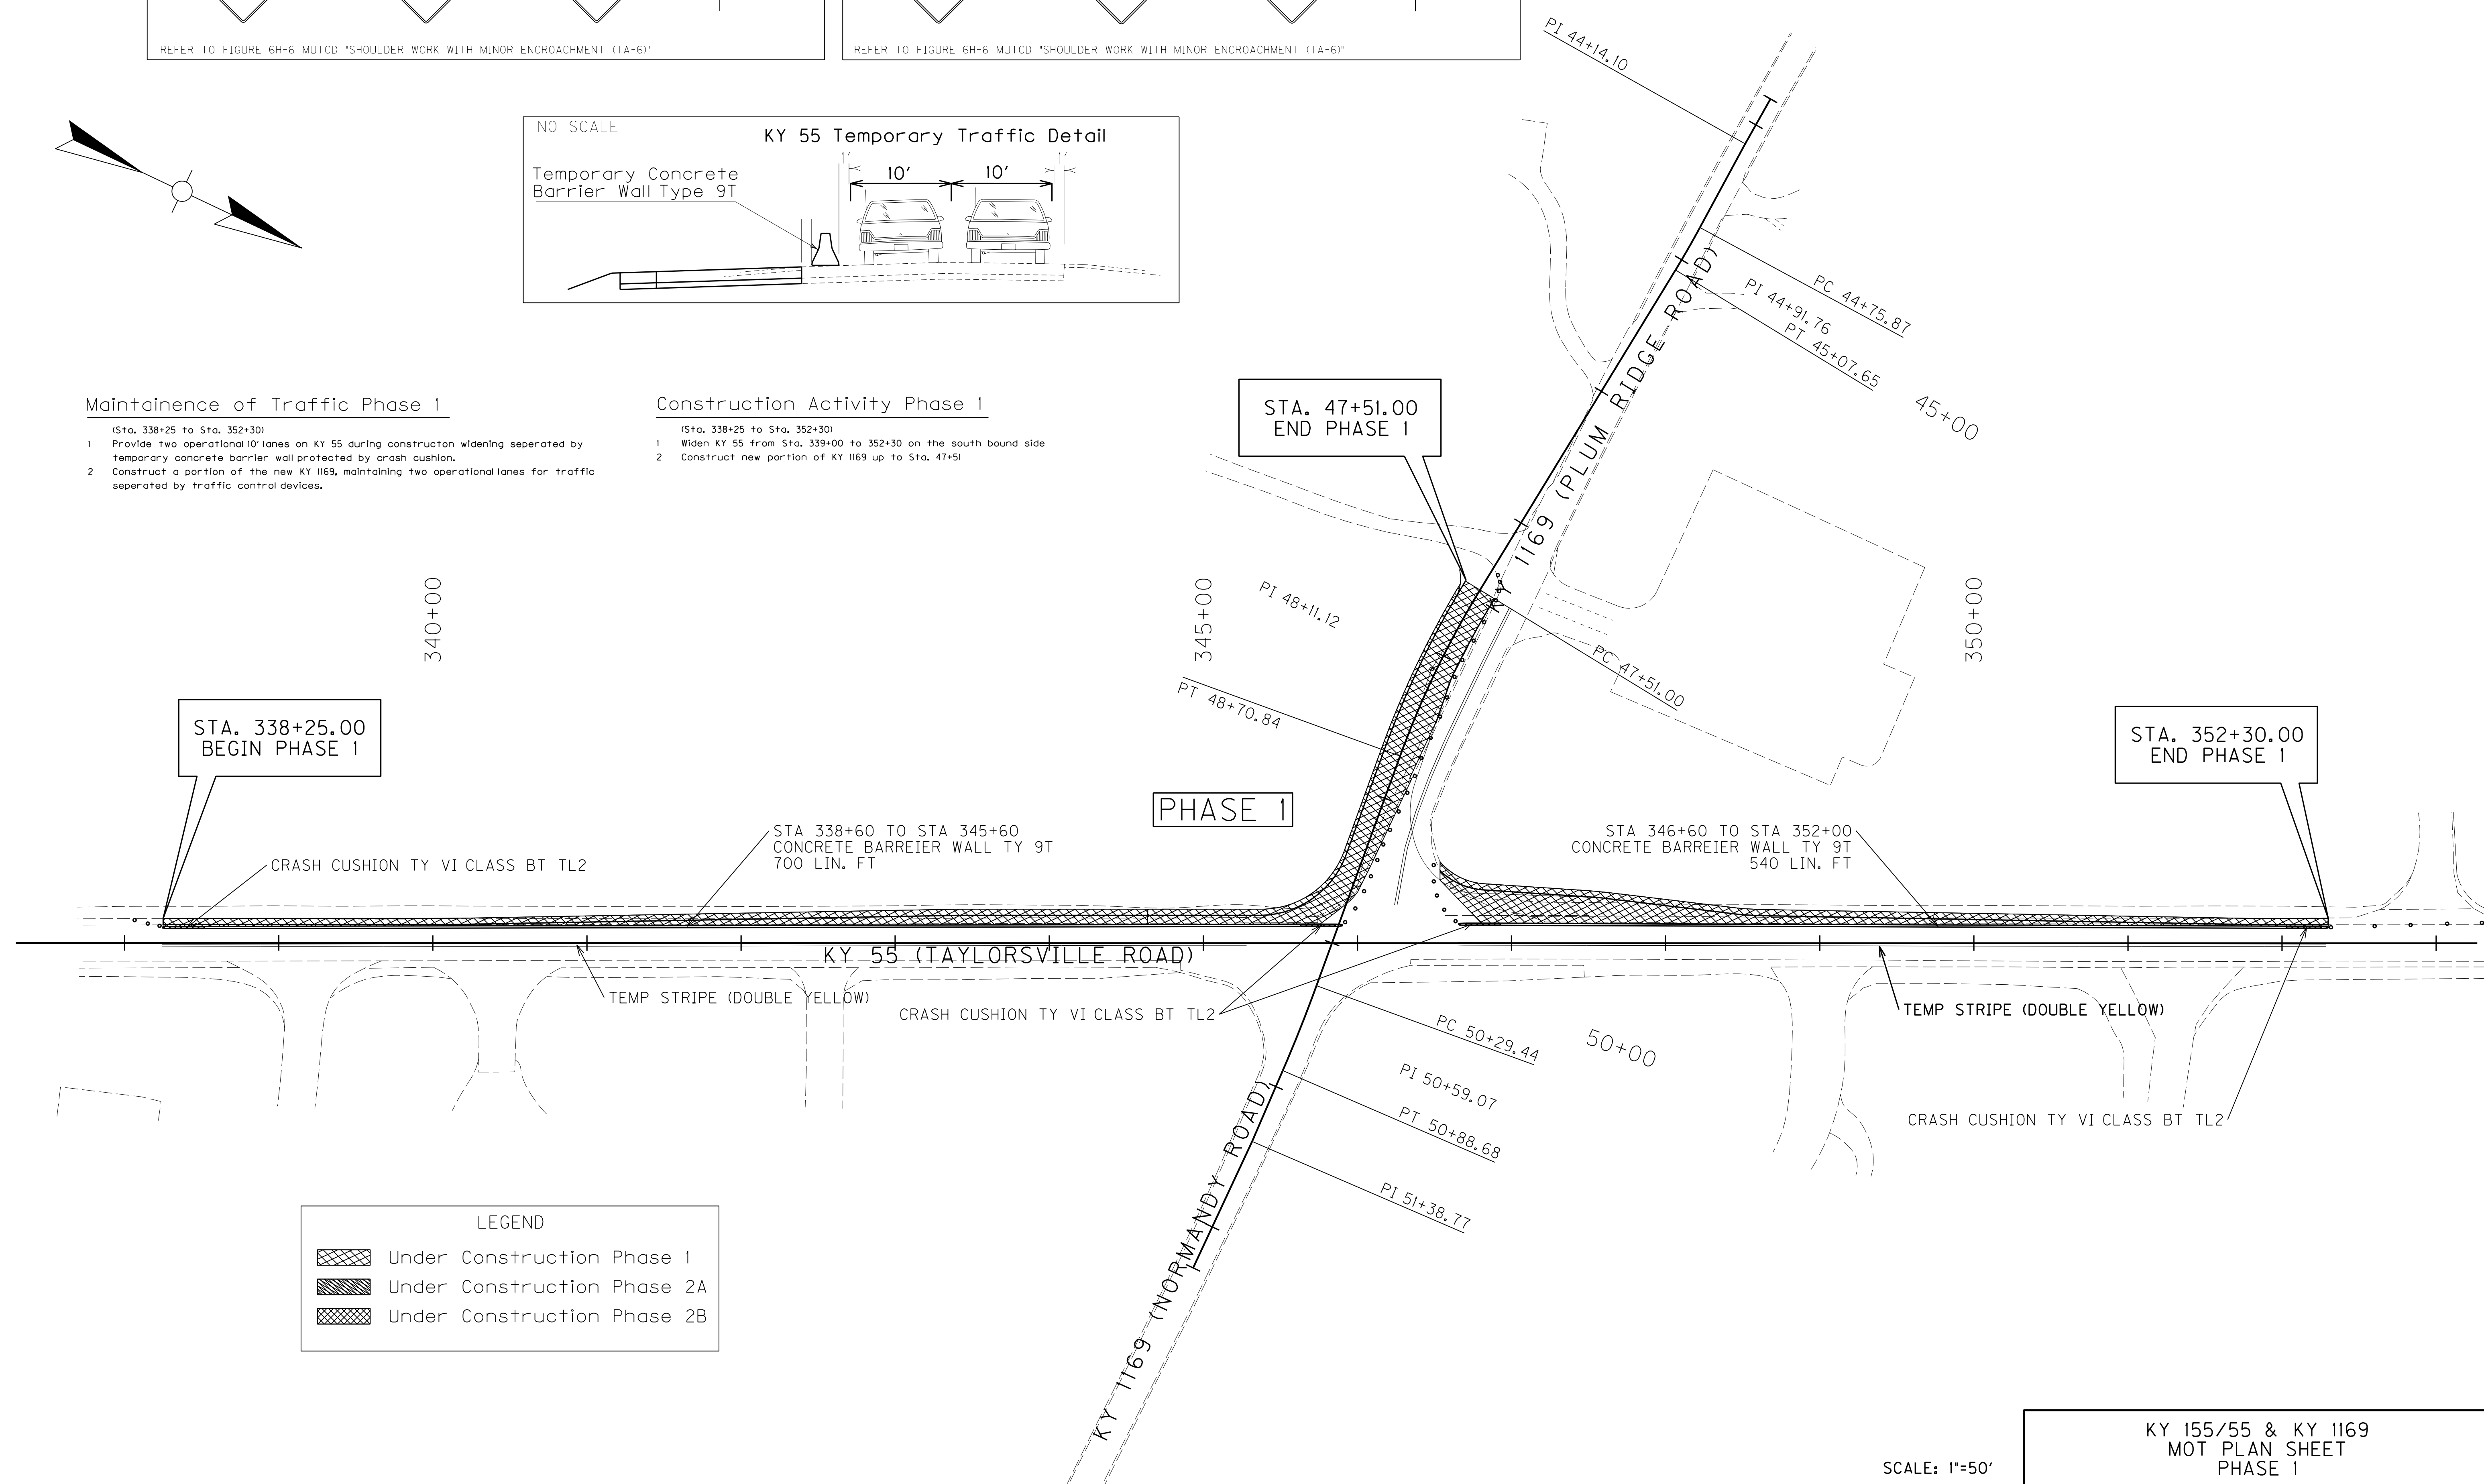 REFER TO FIGURE 6H-6 MUTCD "SHOULDER WORK WITH MINOR ENCROACHMENT (TA-6)"
REFER TO FIGURE 6H-6 MUTCD "SHOULDER WORK WITH MINOR ENCROACHMENT (TA-6)"
PI 44+14.10
NO SCALE
KY 55 Temporary Traffic Detail
Temporary Concrete
Barrier Wall Type 9T
1'
10'
10'
1'
PC 44+75.87
PI 44+91.76
PT 45+07.65
45+00
KY 1169 (PLUM RIDGE ROAD)
Maintainence of Traffic Phase 1
(Sta. 338+25 to Sta. 352+30)
1 Provide two operational 10' lanes on KY 55 during constructon widening seperated by
temporary concrete barrier wall protected by crash cushion.
2 Construct a portion of the new KY 1169, maintaining two operational lanes for traffic
seperated by traffic control devices.
Construction Activity Phase 1
(Sta. 338+25 to Sta. 352+30)
1 Widen KY 55 from Sta. 339+00 to 352+30 on the south bound side
2 Construct new portion of KY 1169 up to Sta. 47+51
STA. 47+51.00
END PHASE 1
340+00
345+00
350+00
PI 48+11.12
PT 48+70.84
PC 47+51.00
STA. 338+25.00
BEGIN PHASE 1
STA. 352+30.00
END PHASE 1
PHASE 1
CRASH CUSHION TY VI CLASS BT TL2
STA 338+60 TO STA 345+60
CONCRETE BARREIER WALL TY 9T
700 LIN. FT
STA 346+60 TO STA 352+00
CONCRETE BARREIER WALL TY 9T
540 LIN. FT
KY 55 (TAYLORSVILLE ROAD)
TEMP STRIPE (DOUBLE YELLOW)
CRASH CUSHION TY VI CLASS BT TL2
TEMP STRIPE (DOUBLE YELLOW)
PC 50+29.44
50+00
PI 50+59.07
PT 50+88.68
PI 51+38.77
CRASH CUSHION TY VI CLASS BT TL2
KY 1169 (NORMANDY ROAD)
LEGEND
Under Construction Phase 1
Under Construction Phase 2A
Under Construction Phase 2B
SCALE: 1"=50'
KY 155/55 & KY 1169
MOT PLAN SHEET
PHASE 1